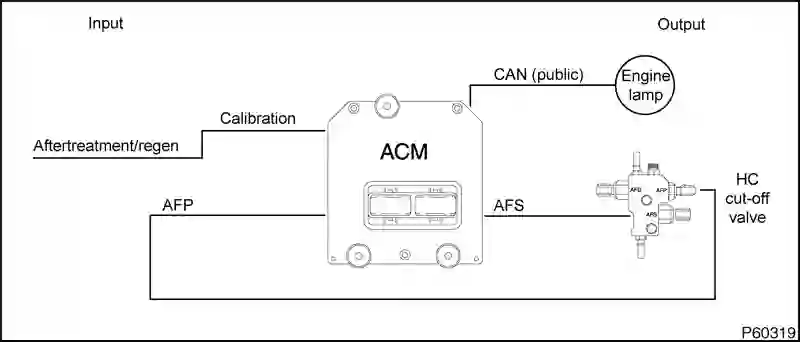 Input
Output
CAN (public)
Engine
lamp
Calibration
Aftertreatment/regen
ACM
AFP
AFS
AFD
AFP
AFS
HC
cut-off
valve
P60319